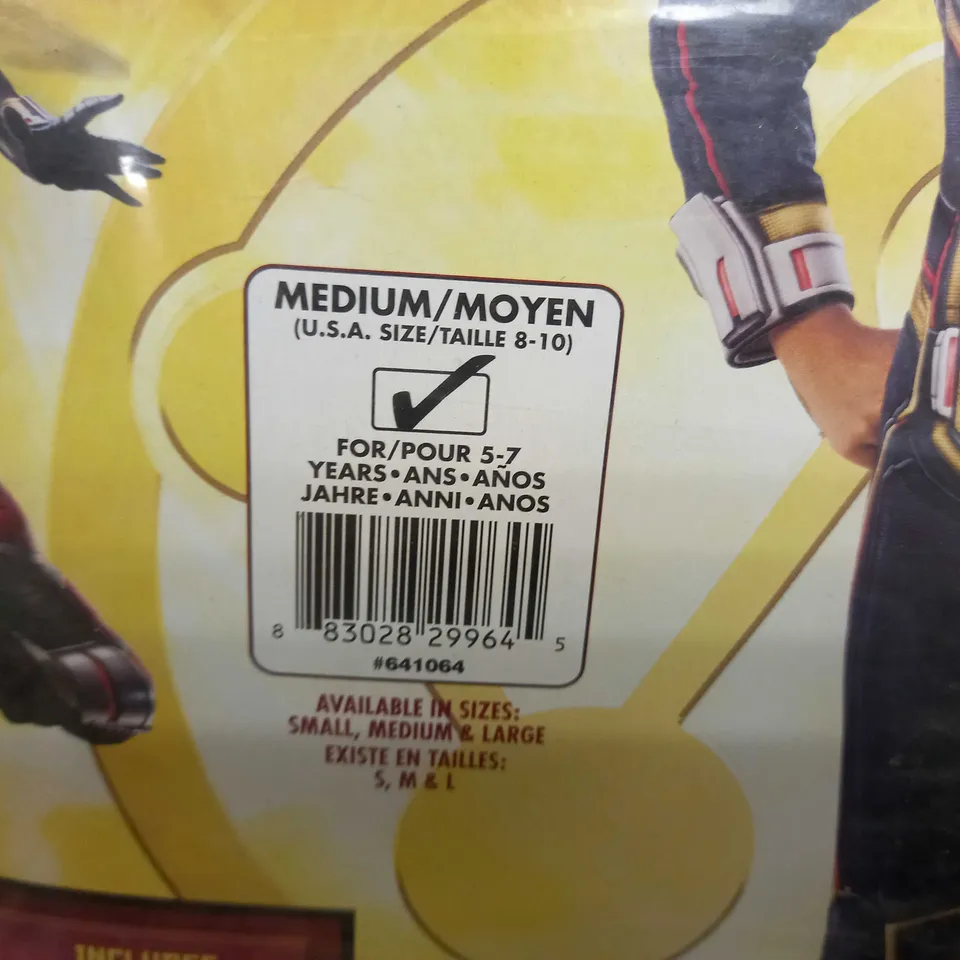 MEDIUM/MOYEN
(U.S.A. SIZE/TAILLE 8-10)
FOR/POUR 5-7
YEARS•ANS•AÑOS
JAHRE•ANNI•ANOS
8 83028 29964 5
#641064
AVAILABLE IN SIZES:
SMALL, MEDIUM & LARGE
EXISTE EN TAILLES:
S, M & L
INCLUDES